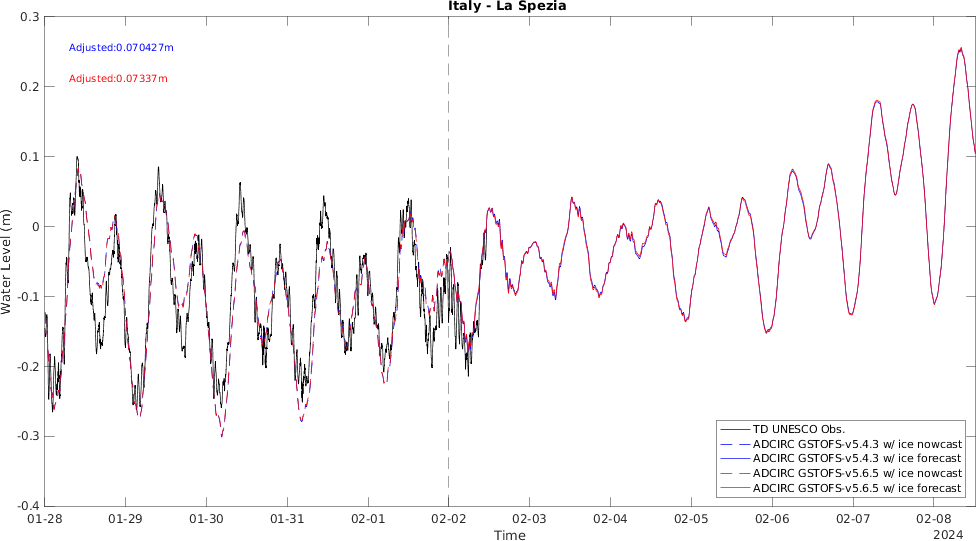 Italy - La Spezia
Adjusted:0.070427m
Adjusted:0.07337m
Water Level (m)
0.3
0.2
0.1
0
-0.1
-0.2
-0.3
-0.4
TD UNESCO Obs.
ADCIRC GSTOFS-v5.4.3 w/ ice nowcast
ADCIRC GSTOFS-v5.4.3 w/ ice forecast
ADCIRC GSTOFS-v5.6.5 w/ ice nowcast
ADCIRC GSTOFS-v5.6.5 w/ ice forecast
01-28 01-29 01-30 01-31 02-01 02-02 02-03 02-04 02-05 02-06 02-07 02-08
2024
Time